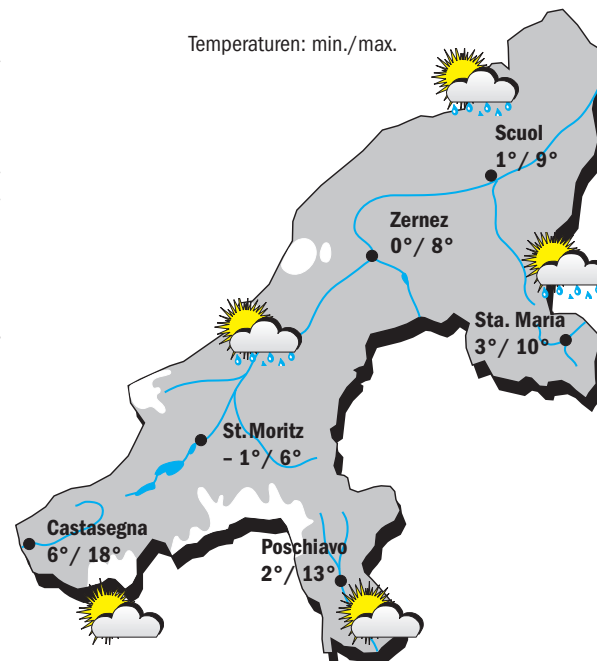 Temperaturen: min./max.
Scuol
1°/ 9°
Zernez
0°/ 8°
Sta. Maria
3°/ 10°
St. Moritz
– 1°/ 6°
Castasegna
6°/ 18°
Poschiavo
2°/ 13°